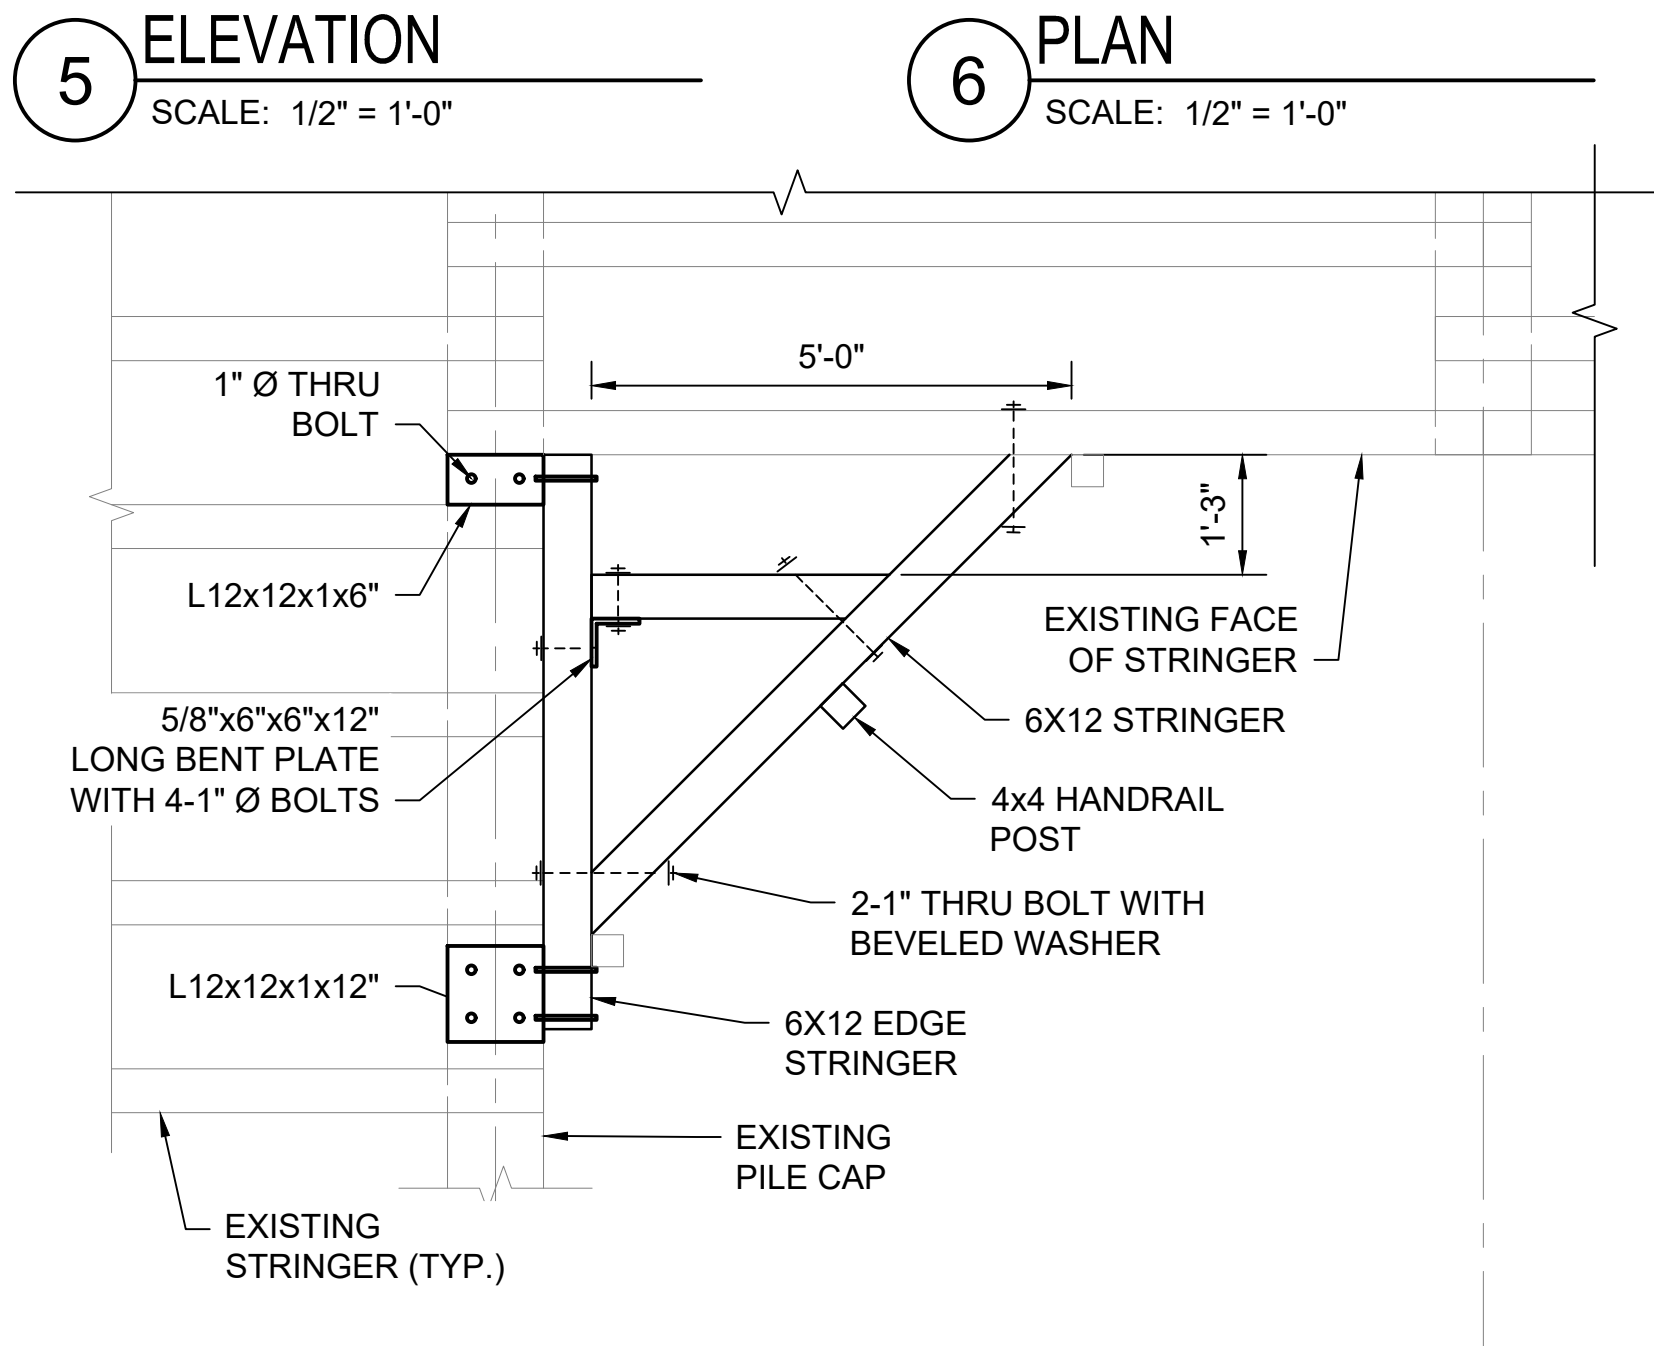 5
ELEVATION
SCALE: 1/2" = 1'-0"
6
PLAN
SCALE: 1/2" = 1'-0"
5'-0"
1" Ø THRU
BOLT
1'-3"
L12x12x1x6"
EXISTING FACE
OF STRINGER
5/8"x6"x6"x12"
LONG BENT PLATE
WITH 4-1" Ø BOLTS
6X12 STRINGER
4x4 HANDRAIL
POST
2-1" THRU BOLT WITH
BEVELED WASHER
L12x12x1x12"
6X12 EDGE
STRINGER
EXISTING
PILE CAP
EXISTING
STRINGER (TYP.)